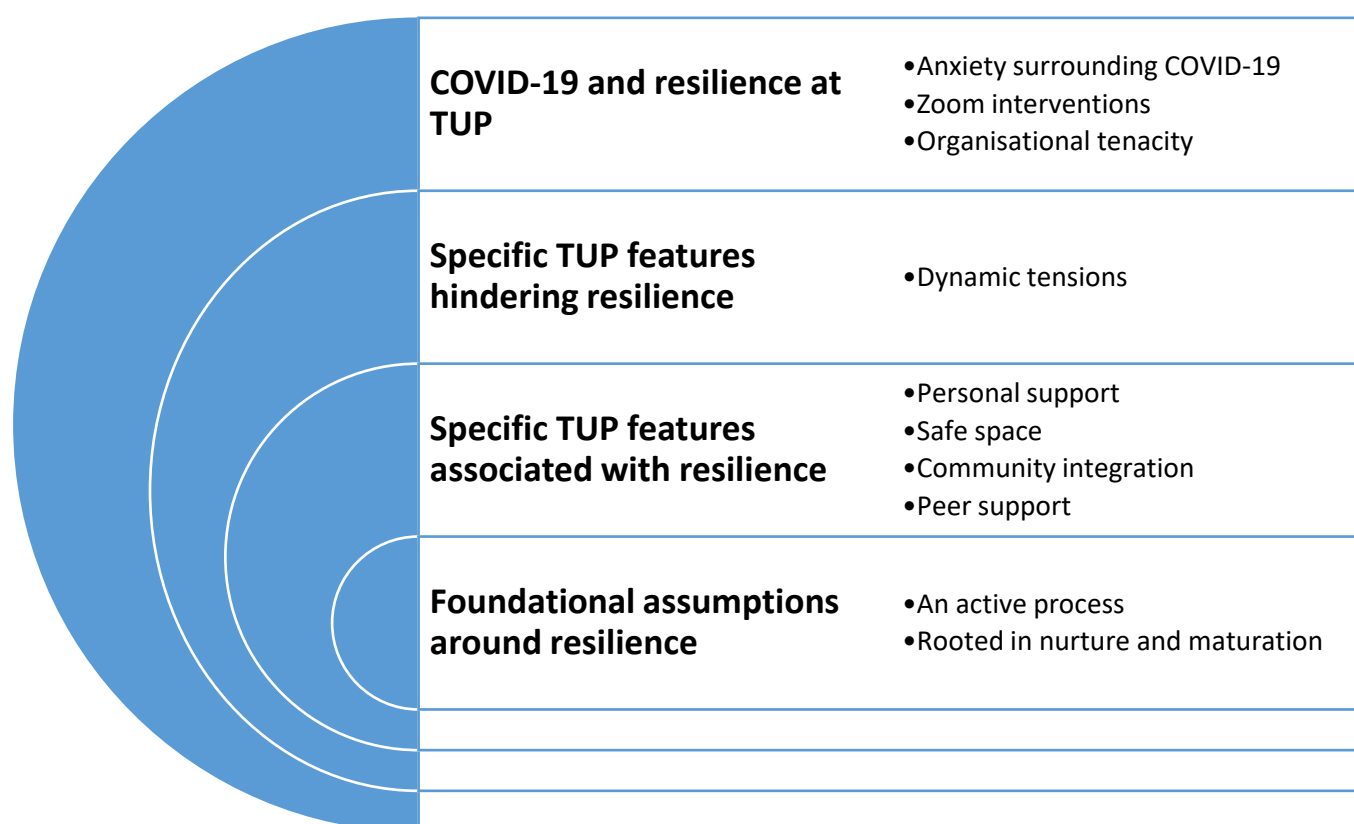 COVID-19 and resilience at
TUP
•Anxiety surrounding COVID-19
•Zoom interventions
•Organisational tenacity
Specific TUP features
hindering resilience
•Dynamic tensions
Specific TUP features
associated with resilience
•Personal support
•Safe space
•Community integration
•Peer support
Foundational assumptions
around resilience
•An active process
•Rooted in nurture and maturation